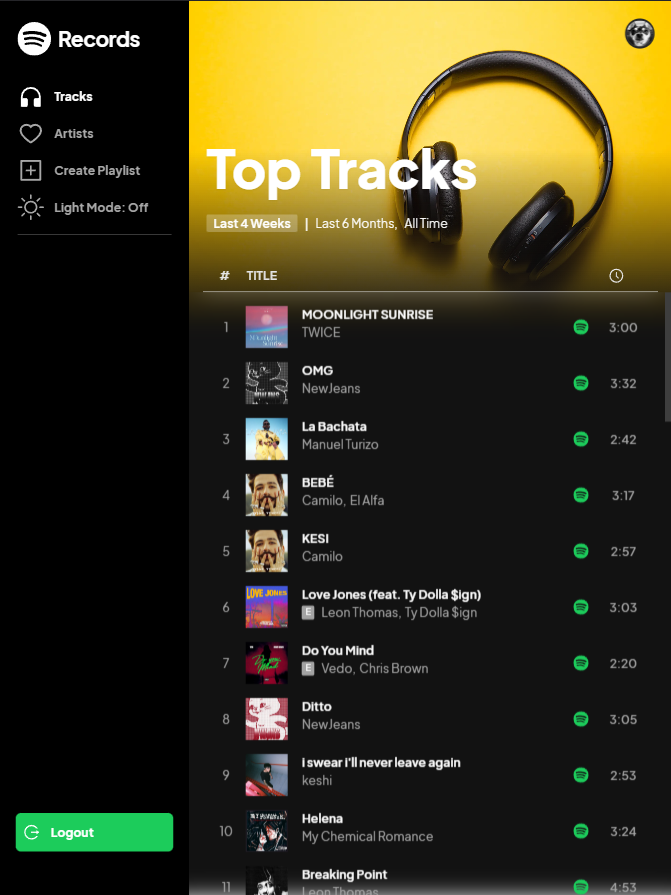 Records
Tracks
Artists
Create Playlist
Light Mode: Off
Logout
Top Tracks
Last 4 Weeks | Last 6 Months, All Time
# TITLE
1 MOONLIGHT SUNRISE 3:00
TWICE
2 OMG 3:32
NewJeans
3 La Bachata 2:42
Manuel Turizo
4 BEBÉ 3:17
Camilo, El Alfa
5 KESI 2:57
Camilo
LOVE JONES
6 Love Jones (feat. Ty Dolla $ign) 3:03
E Leon Thomas, Ty Dolla $ign
7 Do You Mind 2:20
E Vedo, Chris Brown
8 Ditto 3:05
NewJeans
9 i swear i'll never leave again 2:53
keshi
10 Helena 3:24
My Chemical Romance
11 Breaking Point 4:53
Leon Thomas